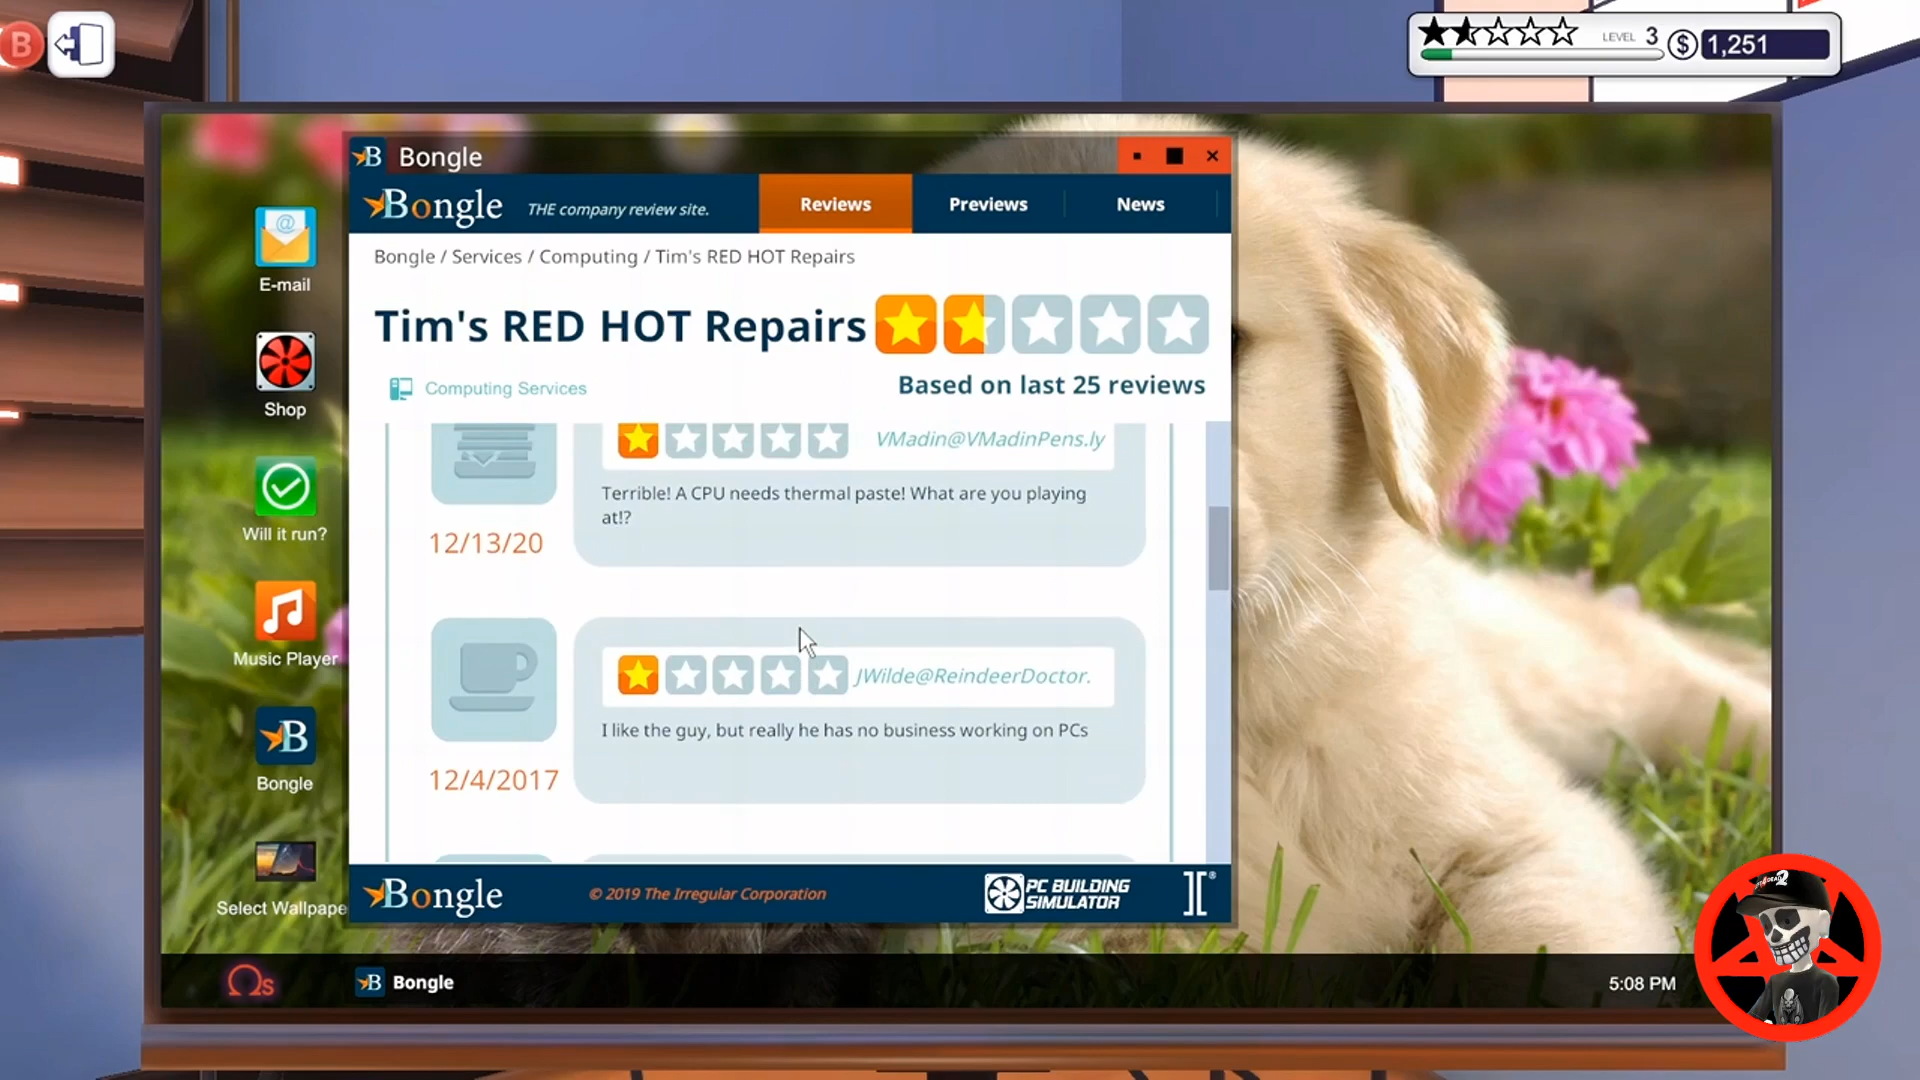 B
LEVEL 3
$ 1,251
B Bongle
Bongle THE company review site.
Reviews
Previews
News
Bongle / Services / Computing / Tim's RED HOT Repairs
Tim's RED HOT Repairs
Computing Services
Based on last 25 reviews
VMadin@VMadinPens.ly
Terrible! A CPU needs thermal paste! What are you playing
at!?
12/13/20
JWilde@ReindeerDoctor.
I like the guy, but really he has no business working on PCs
12/4/2017
Bongle
© 2019 The Irregular Corporation
PC BUILDING
SIMULATOR
][®
@
E-mail
Shop
Will it run?
Music Player
B
Bongle
Select Wallpape
Ωs
B Bongle
5:08 PM